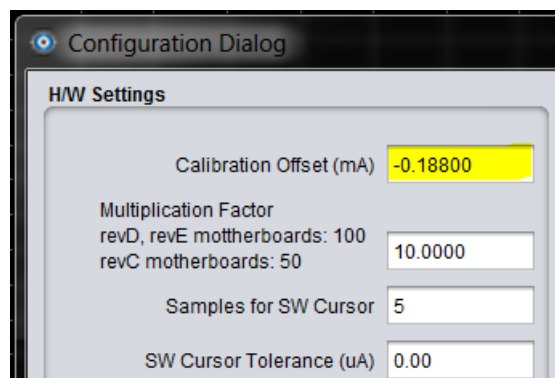 Configuration Dialog
H/W Settings
Calibration Offset (mA) -0.18800
Multiplication Factor
revD, revE mottherboards: 100
revC motherboards: 50 10.0000
Samples for SW Cursor 5
SW Cursor Tolerance (uA) 0.00